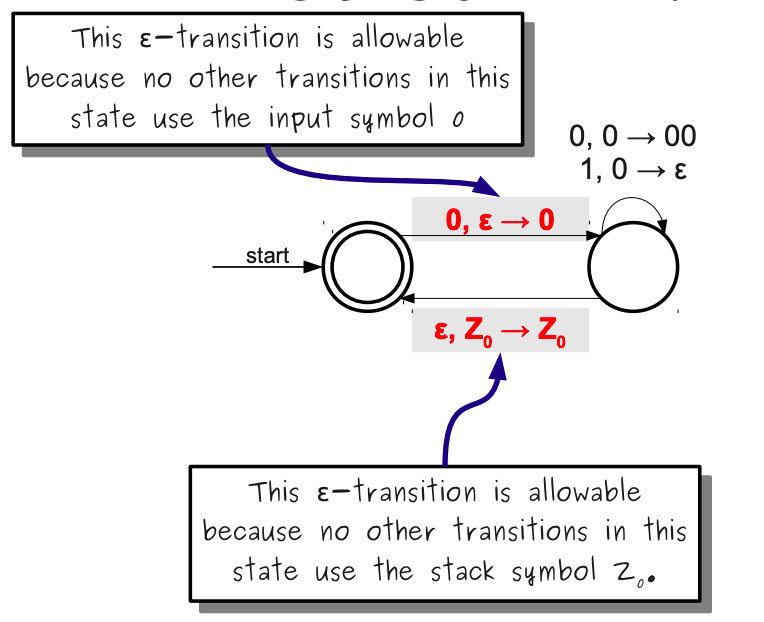 This ε-transition is allowable
because no other transitions in this
state use the input symbol 0
0, 0 → 00
1, 0 → ε
0, ε → 0
start
ε, Z₀ → Z₀
This ε-transition is allowable
because no other transitions in this
state use the stack symbol Z₀.